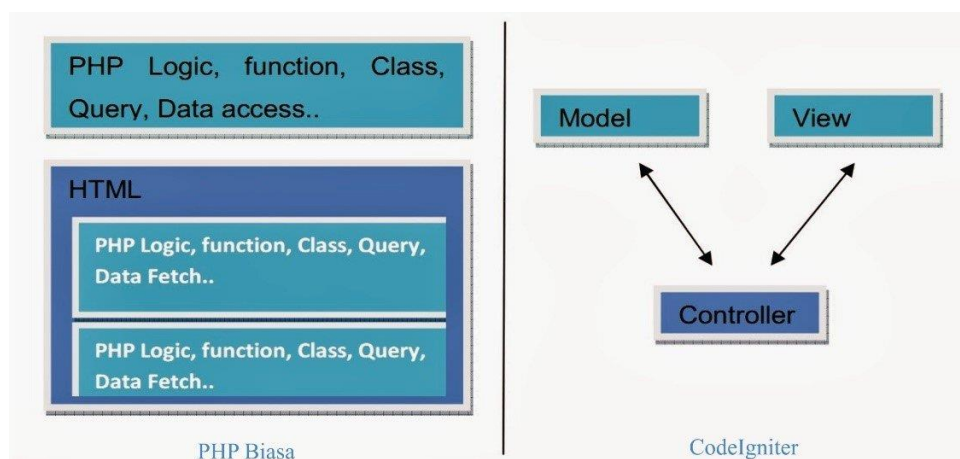 PHP Logic, function, Class,
Query, Data access..
HTML
PHP Logic, function, Class, Query,
Data Fetch..
PHP Logic, function, Class, Query,
Data Fetch..
PHP Biasa
Model
View
Controller
CodeIgniter